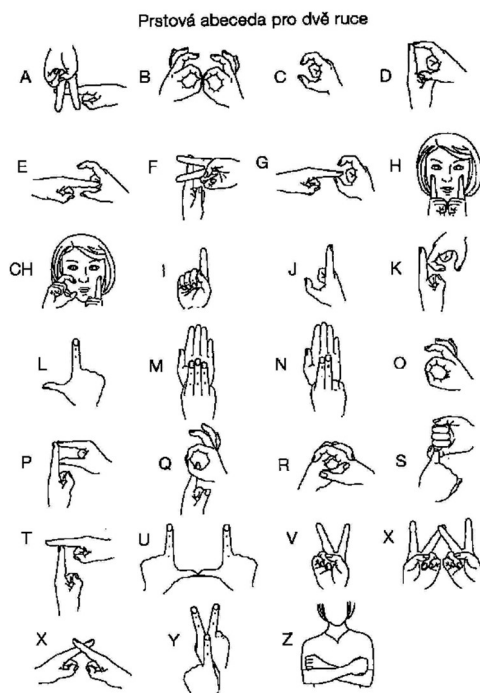 Prstová abeceda pro dvě ruce
A B C D
E F G H
CH I J K
L M N O
P Q R S
T U V X
X Y Z